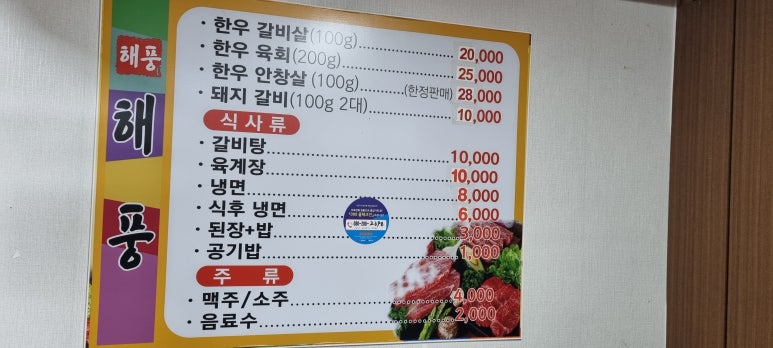 해풍
해풍
· 한우 갈비살(100g) 20,000
· 한우 육회(200g) 25,000
· 한우 안창살 (100g) (한정판매) 28,000
· 돼지 갈비(100g 2대) 10,000
식사류
· 갈비탕 10,000
· 육계장 10,000
· 냉면 8,000
· 식후 냉면 6,000
· 된장+밥 3,000
· 공기밥 1,000
주 류
· 맥주/소주 4,000
· 음료수 2,000